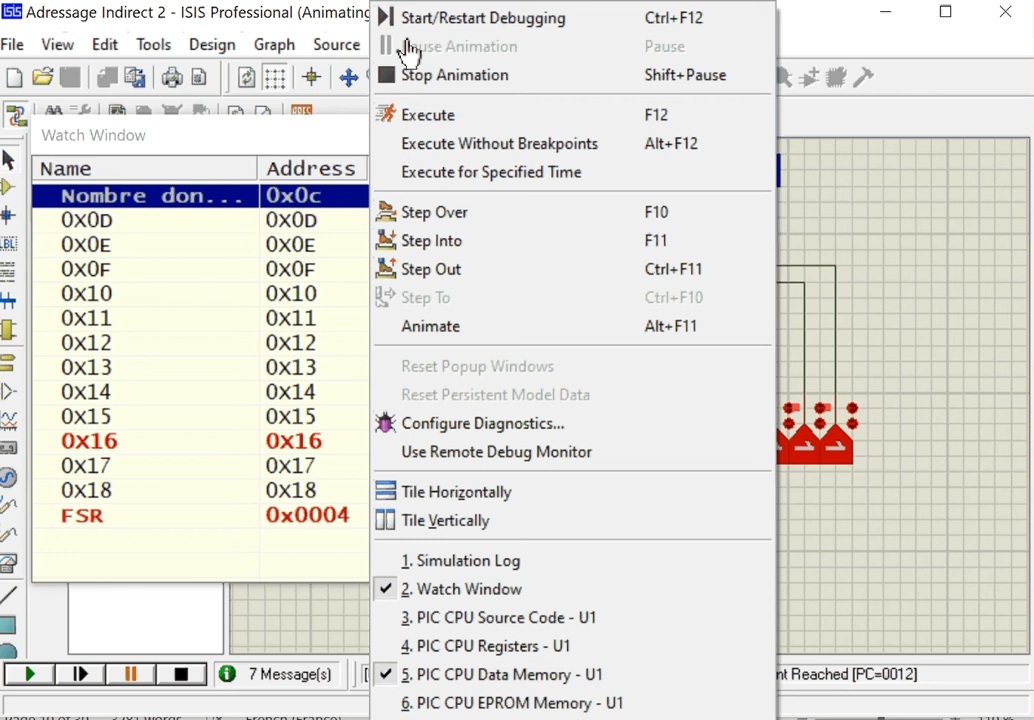 Adressage Indirect 2 - ISIS Professional (Animating
File View Edit Tools Design Graph Source
Watch Window
Name Address
Nombre don... 0x0c
0X0D 0x0D
0X0E 0x0E
0X0F 0x0F
0X10 0x10
0X11 0x11
0X12 0x12
0X13 0x13
0X14 0x14
0X15 0x15
0X16 0x16
0X17 0x17
0X18 0x18
FSR 0x0004
Start/Restart Debugging Ctrl+F12
ause Animation Pause
Stop Animation Shift+Pause
Execute F12
Execute Without Breakpoints Alt+F12
Execute for Specified Time
Step Over F10
Step Into F11
Step Out Ctrl+F11
Step To Ctrl+F10
Animate Alt+F11
Reset Popup Windows
Reset Persistent Model Data
Configure Diagnostics...
Use Remote Debug Monitor
Tile Horizontally
Tile Vertically
1. Simulation Log
2. Watch Window
3. PIC CPU Source Code - U1
4. PIC CPU Registers - U1
5. PIC CPU Data Memory - U1
6. PIC CPU EPROM Memory - U1
7 Message(s)
nt Reached [PC=0012]